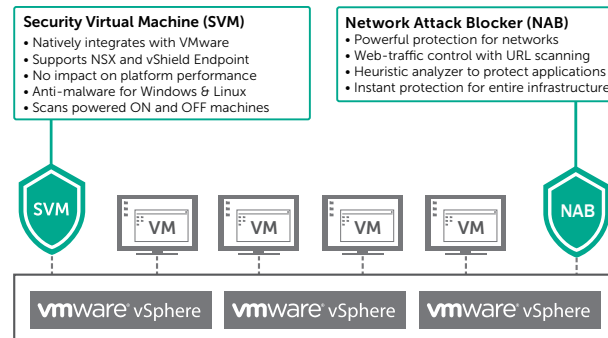 Security Virtual Machine (SVM)
• Natively integrates with VMware
• Supports NSX and vShield Endpoint
• No impact on platform performance
• Anti-malware for Windows & Linux
• Scans powered ON and OFF machines
Network Attack Blocker (NAB)
• Powerful protection for networks
• Web-traffic control with URL scanning
• Heuristic analyzer to protect applications
• Instant protection for entire infrastructure
SVM
VM
VM
VM
VM
NAB
vmware® vSphere
vmware® vSphere
vmware® vSphere